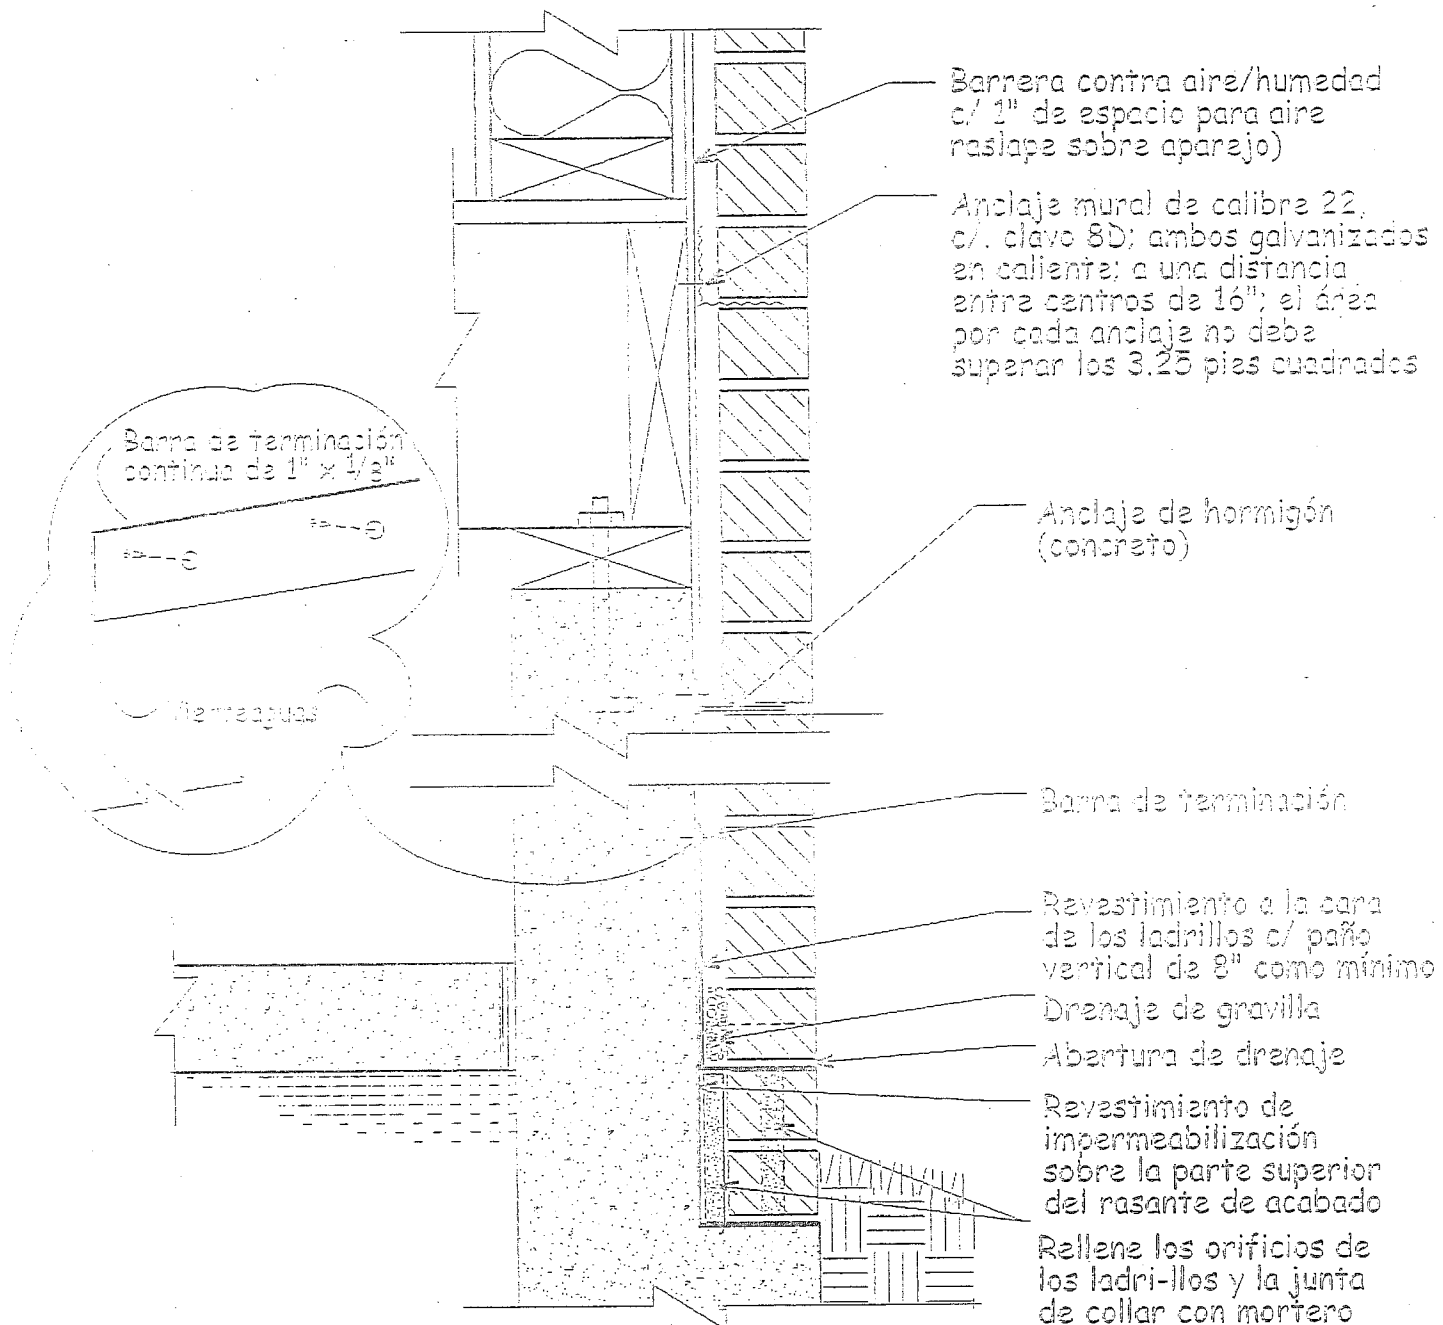 Barrera contra aire/humedad
c/ 1" de espacio para aire
raslape sobre aparejo)
Anclaje mural de calibre 22,
c/. clavo 8D; ambos galvanizados
en caliente; a una distancia
entre centros de 16"; el área
por cada anclaje no debe
superar los 3.25 pies cuadrados
Barra de terminación
continua de 1" x 1/8"
Anclaje de hormigón
(concreto)
Vierteaguas
Barra de terminación
Revestimiento a la cara
de los ladrillos c/ paño
vertical de 8" como mínimo
Drenaje de gravilla
Abertura de drenaje
Revestimiento de
impermeabilización
sobre la parte superior
del rasante de acabado
Rellene los orificios de
los ladri-llos y la junta
de collar con mortero